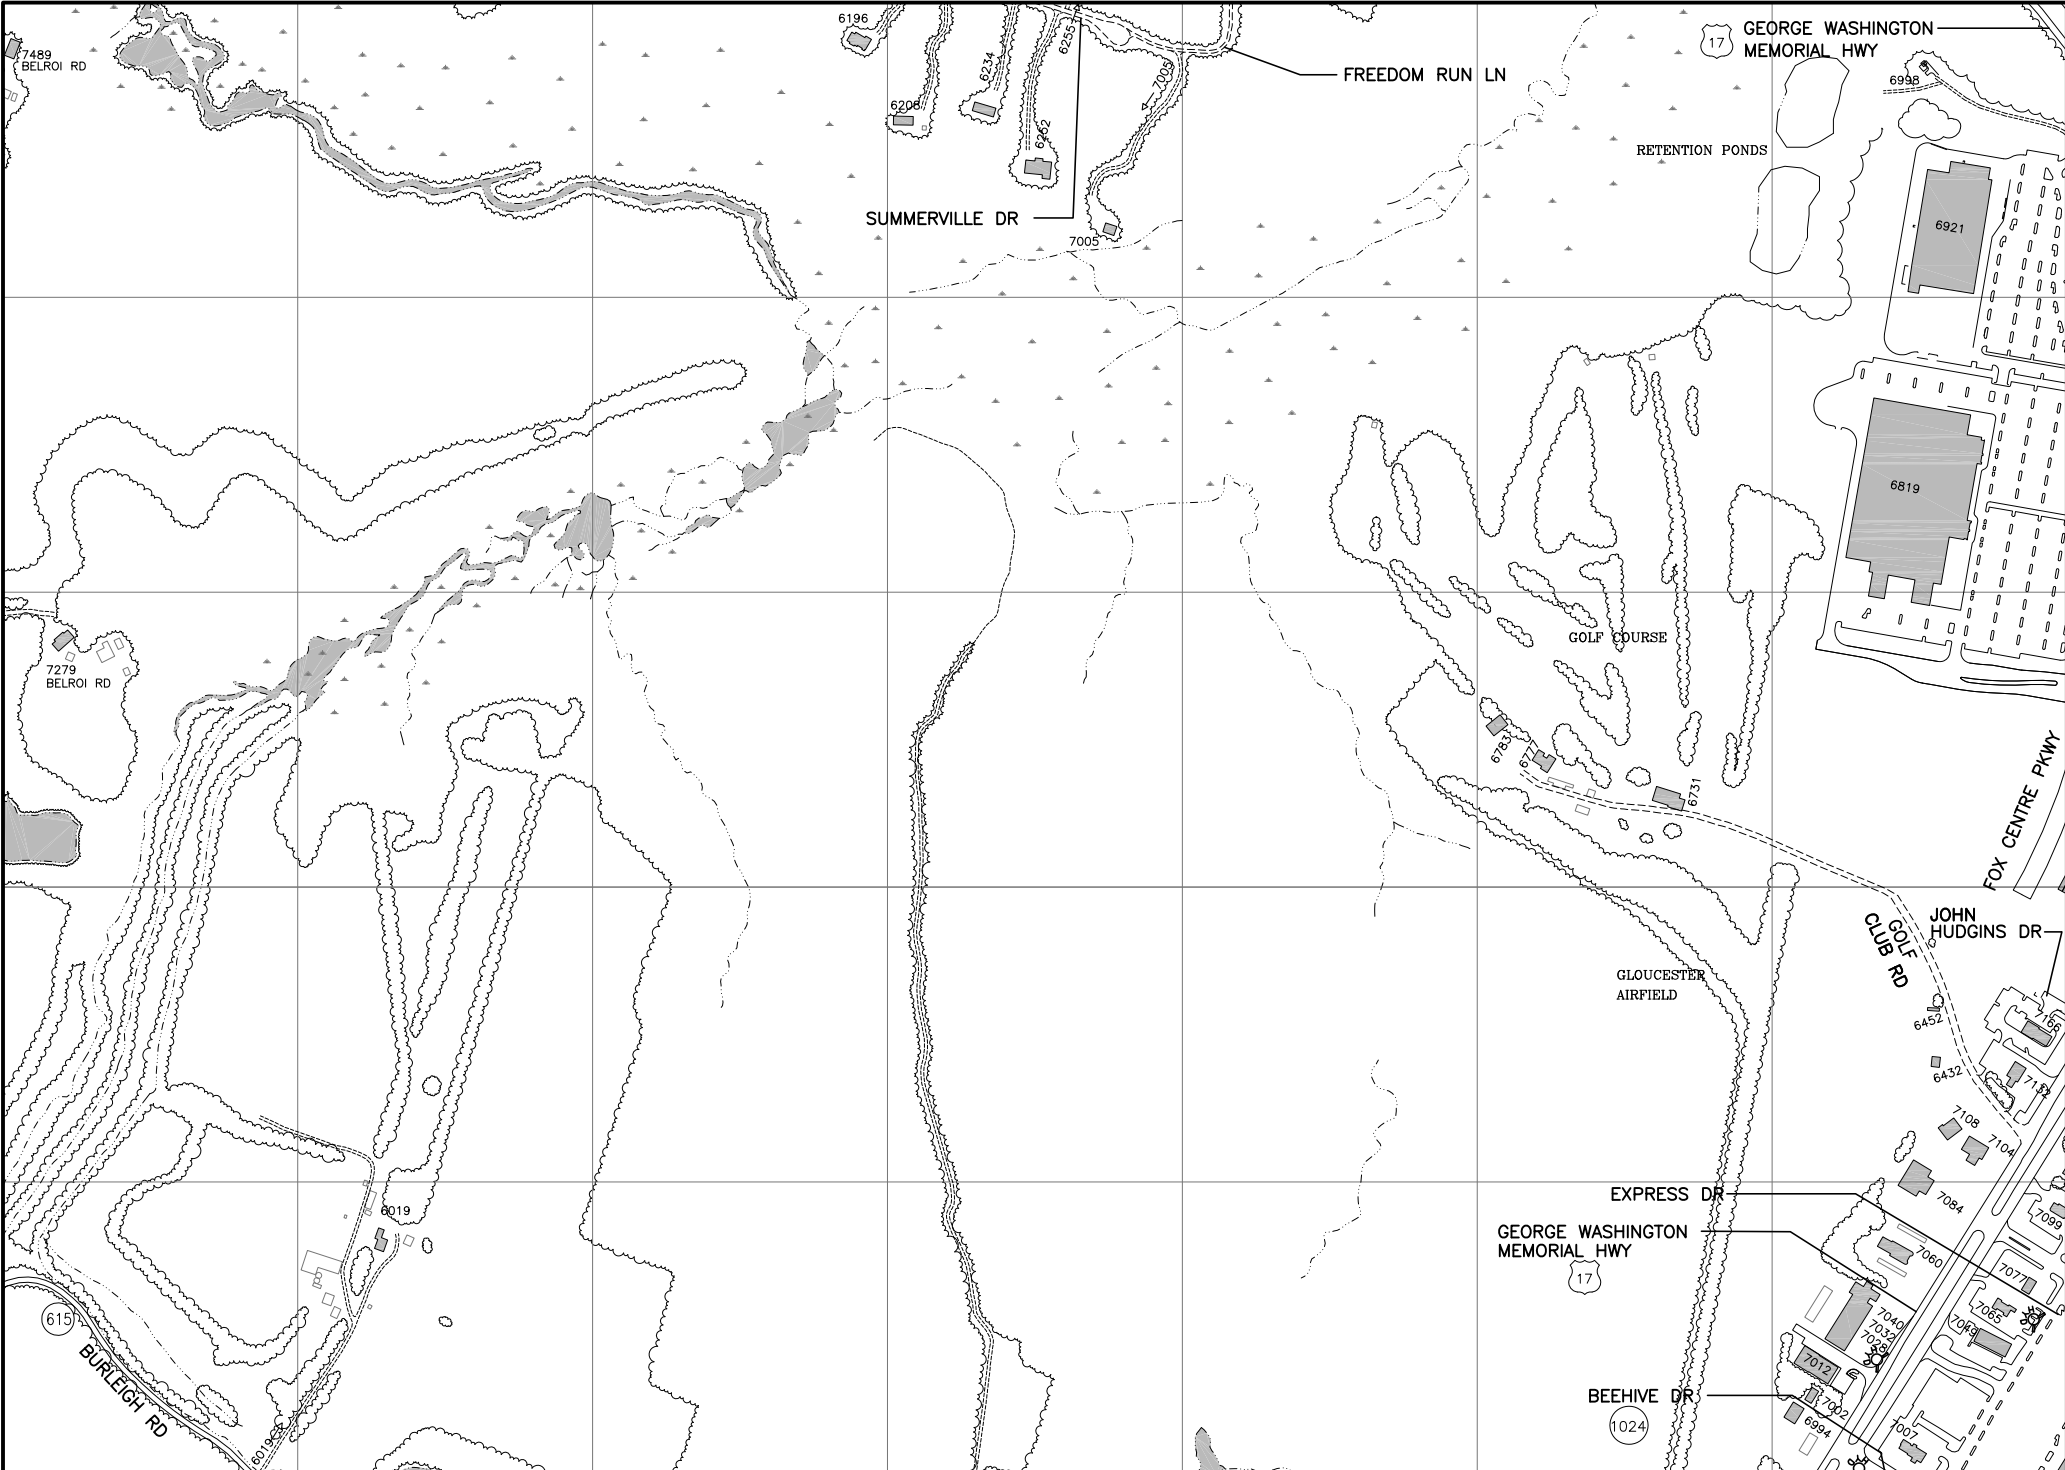 7489
BELROI RD
6196
6208
6234
6255
6262
7005
7005
FREEDOM RUN LN
SUMMERVILLE DR
17
GEORGE WASHINGTON
MEMORIAL HWY
6998
RETENTION PONDS
6921
6819
GOLF COURSE
7279
BELROI RD
6783
6731
FOX CENTRE PKWY
GOLF
CLUB RD
JOHN
HUDGINS DR
GLOUCESTER
AIRFIELD
6452
7166
6432
7152
7108
7104
EXPRESS DR
7084
7099
GEORGE WASHINGTON
MEMORIAL HWY
17
7060
7077
7065
7049
7040
7032
7028
7012
6019
615
BURLEIGH RD
6019
BEEHIVE DR
1024
7002
6994
7007